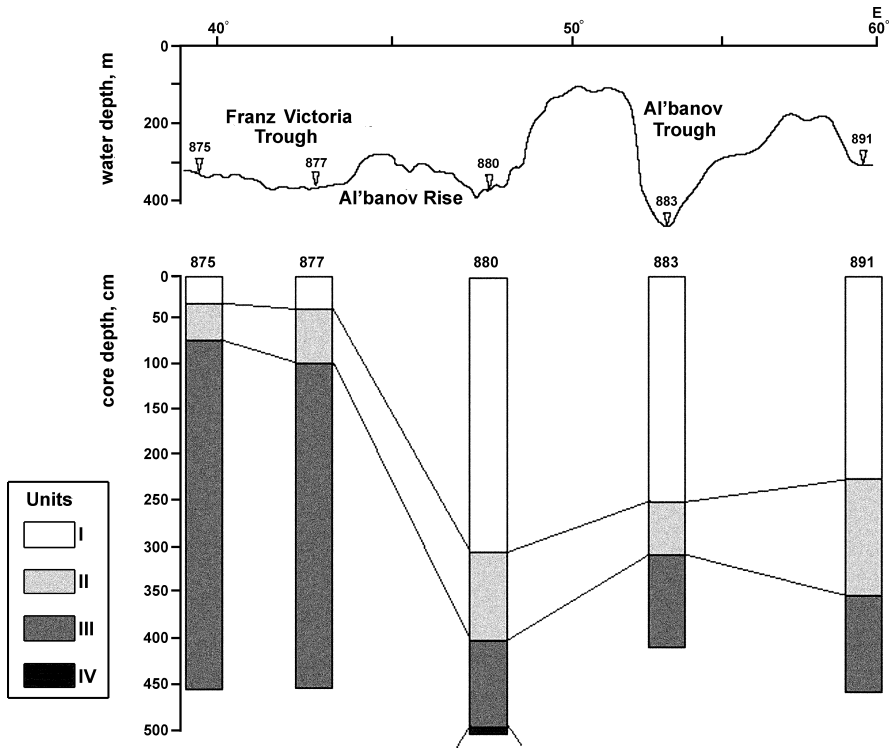 E
40° 50° 60°
water depth, m
0
200
400
Franz Victoria
Trough
Al'banov
Trough
875 877 880 883 891
Al'banov Rise
875 877 880 883 891
core depth, cm
0
50
100
150
200
250
300
350
400
450
500
Units
I
II
III
IV